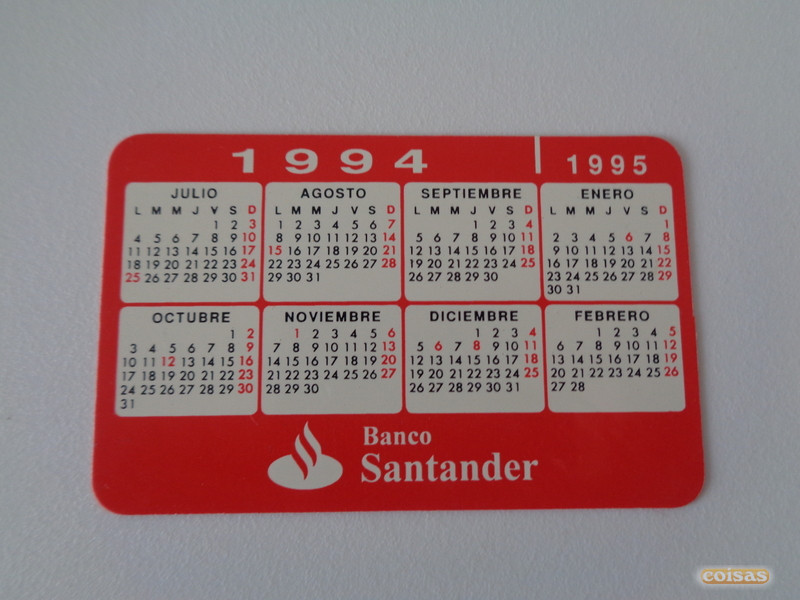 1994
1995
JULIO
L M M J V S D
1 2 3
4 5 6 7 8 9 10
11 12 13 14 15 16 17
18 19 20 21 22 23 24
25 26 27 28 29 30 31
AGOSTO
L M M J V S D
1 2 3 4 5 6 7
8 9 10 11 12 13 14
15 16 17 18 19 20 21
22 23 24 25 26 27 28
29 30 31
SEPTIEMBRE
L M M J V S D
1 2 3 4
5 6 7 8 9 10 11
12 13 14 15 16 17 18
19 20 21 22 23 24 25
26 27 28 29 30
ENERO
L M M J V S D
1
2 3 4 5 6 7 8
9 10 11 12 13 14 15
16 17 18 19 20 21 22
23 24 25 26 27 28 29
30 31
OCTUBRE
1 2
3 4 5 6 7 8 9
10 11 12 13 14 15 16
17 18 19 20 21 22 23
24 25 26 27 28 29 30
31
NOVIEMBRE
1 2 3 4 5 6
7 8 9 10 11 12 13
14 15 16 17 18 19 20
21 22 23 24 25 26 27
28 29 30
DICIEMBRE
1 2 3 4
5 6 7 8 9 10 11
12 13 14 15 16 17 18
19 20 21 22 23 24 25
26 27 28 29 30 31
FEBRERO
1 2 3 4 5
6 7 8 9 10 11 12
13 14 15 16 17 18 19
20 21 22 23 24 25 26
27 28
Banco
Santander
coisas